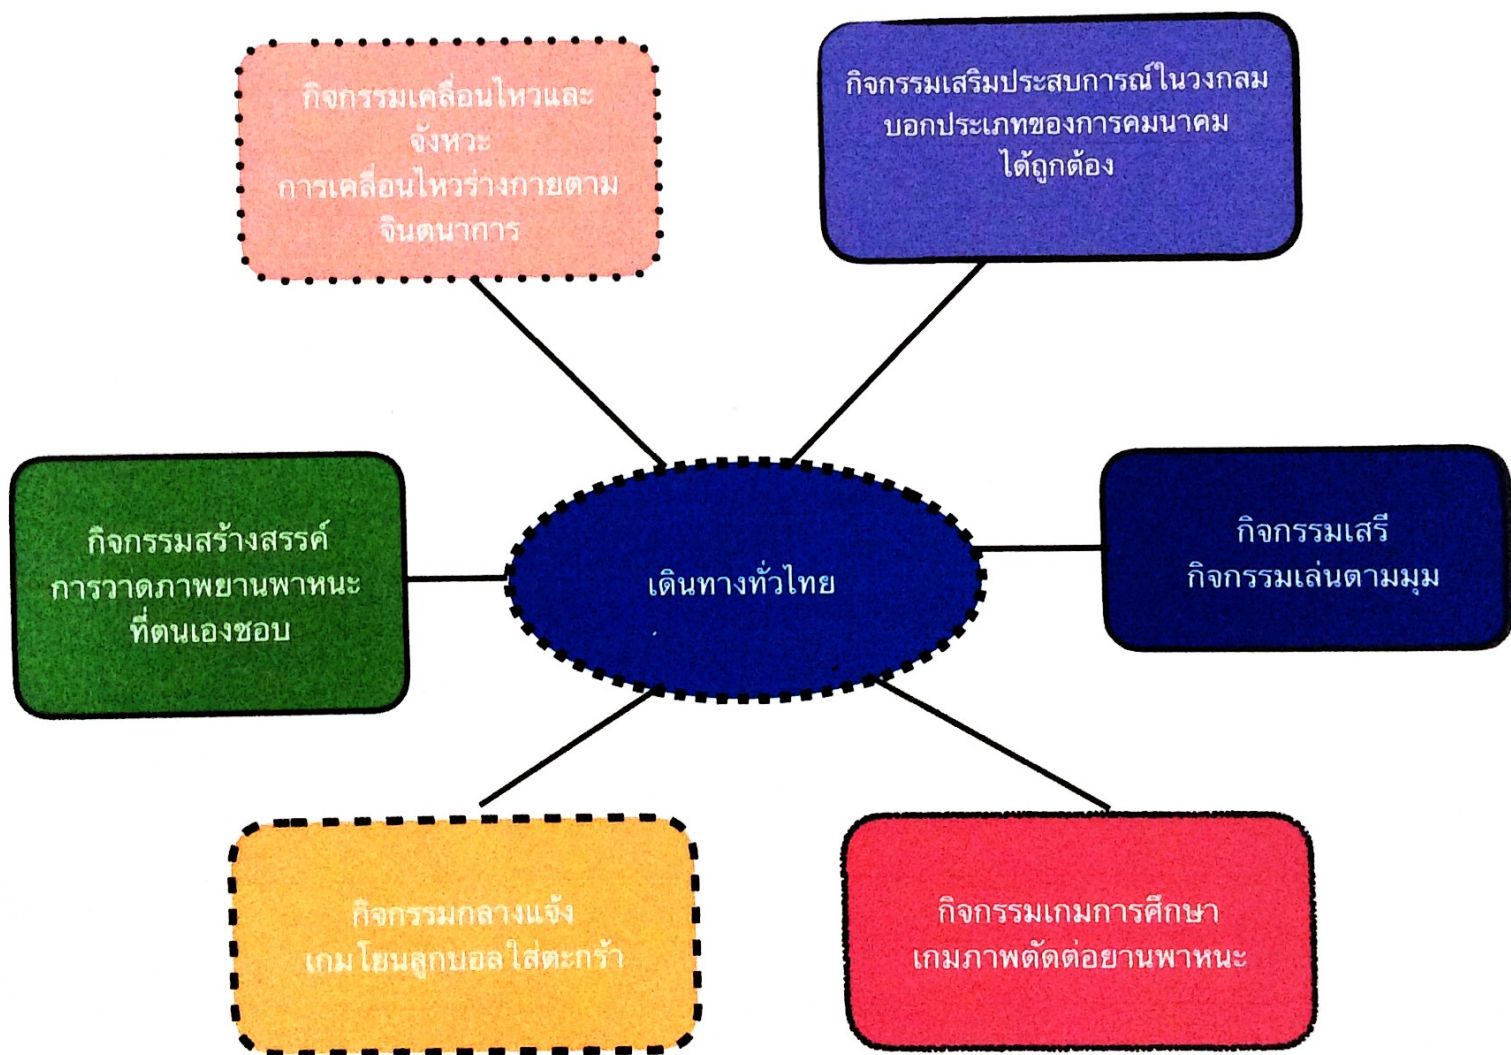 กิจกรรมเคลื่อนไหวและ
จังหวะ
การเคลื่อนไหวร่างกายตาม
จินตนาการ
กิจกรรมเสริมประสบการณ์ในวงกลม
บอกประเภทของการคมนาคม
ได้ถูกต้อง
กิจกรรมสร้างสรรค์
การวาดภาพยานพาหนะ
ที่ตนเองชอบ
เดินทางทั่วไทย
กิจกรรมเสรี
กิจกรรมเล่นตามมุม
กิจกรรมกลางแจ้ง
เกมโยนลูกบอลใส่ตะกร้า
กิจกรรมเกมการศึกษา
เกมภาพตัดต่อยานพาหนะ